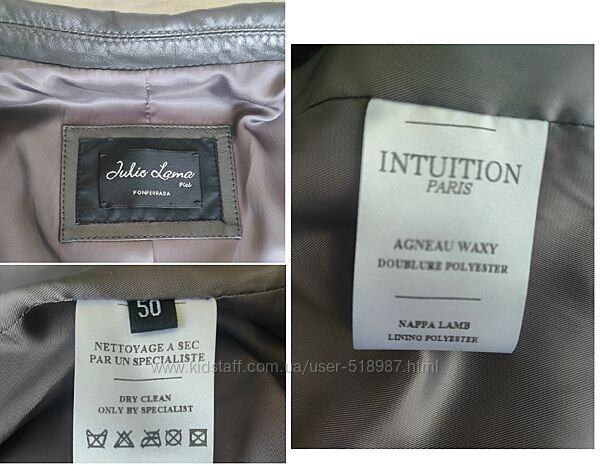 Julio Lama
Piel
PONFERRADA
INTUITION
PARIS
AGNEAU WAXY
DOUBLURE POLYESTER
NAPPA LAMB
LINING POLYESTER
50
NETTOYAGE A SEC
PAR UN SPECIALISTE
www.kidstaff.com.ua/user-518987.html
DRY CLEAN
ONLY BY SPECIALIST